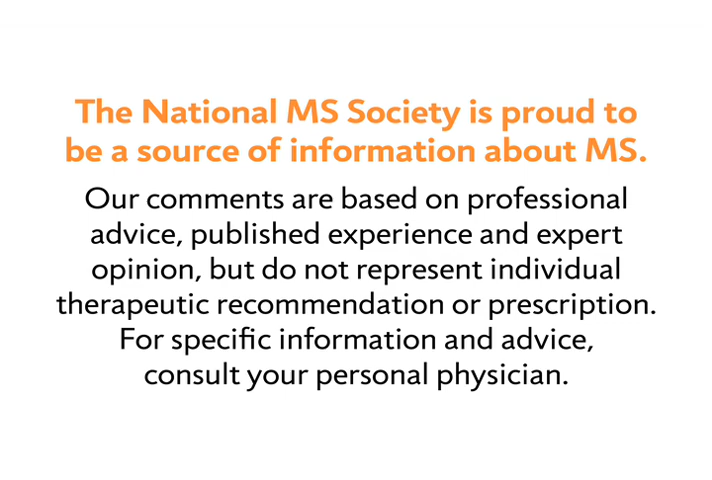 The National MS Society is proud to
be a source of information about MS.
Our comments are based on professional
advice, published experience and expert
opinion, but do not represent individual
therapeutic recommendation or prescription.
For specific information and advice,
consult your personal physician.